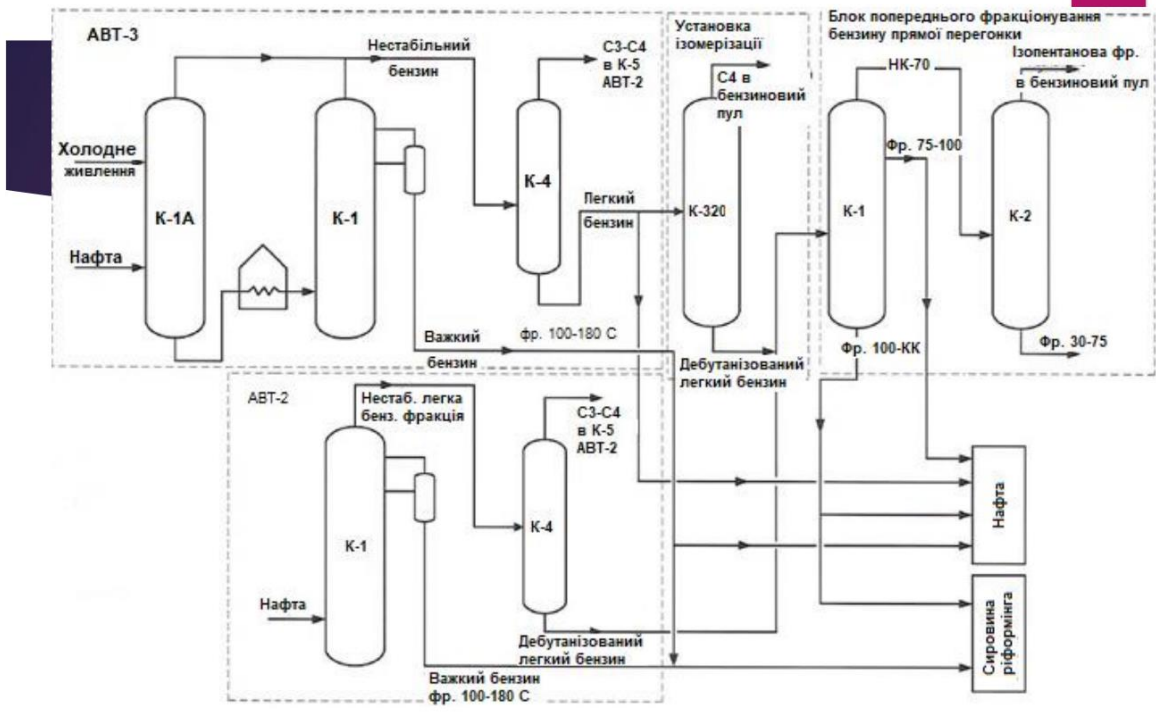 АВТ-3
Нестабільний
бензин
С3-С4
в К-5
АВТ-2
Холодне
живлення
К-1А
К-1
К-4
Нафта
Легкий
бензин
Важкий
бензин
фр. 100-180 С
Установка
ізомерізації
С4 в
бензиновий
пул
К-320
Дебутанізований
легкий бензин
Блок попереднього фракціонування
бензину прямої перегонки
НК-70
Ізопентанова фр.
в бензиновий пул
Фр. 75-100
К-1
К-2
Фр. 100-КК
Фр. 30-75
АВТ-2
Нестаб. легка
бенз. фракція
С3-С4
в К-5
АВТ-2
К-1
К-4
Нафта
Дебутанізований
легкий бензин
Важкий бензин
фр. 100-180 С
Нафта
Сировина
ріформінга